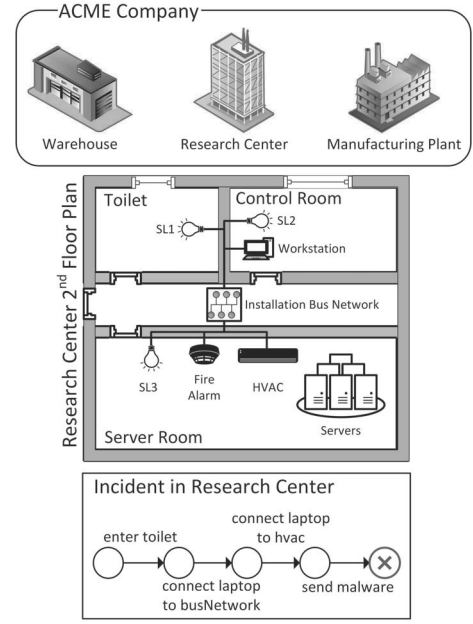 ACME Company
Warehouse
Research Center
Manufacturing Plant
Research Center 2nd Floor Plan
Toilet
Control Room
SL1
SL2
Workstation
Installation Bus Network
SL3
Fire
Alarm
HVAC
Servers
Server Room
Incident in Research Center
enter toilet
connect laptop
to busNetwork
connect laptop
to hvac
send malware